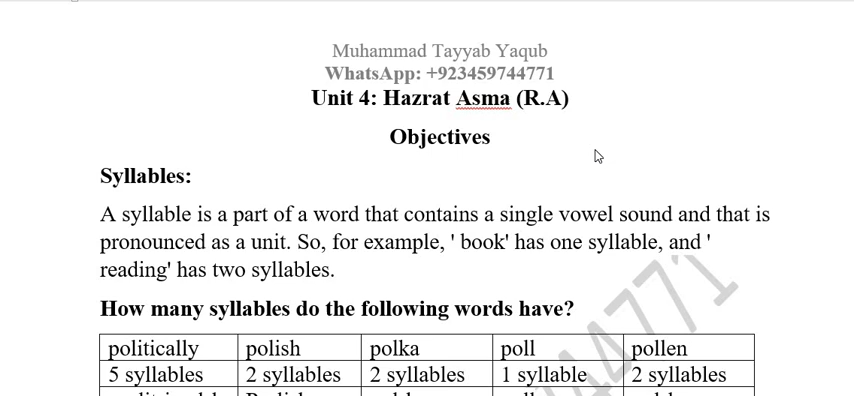 Muhammad Tayyab Yaqub
WhatsApp: +923459744771
Unit 4: Hazrat Asma (R.A)
Objectives
Syllables:
A syllable is a part of a word that contains a single vowel sound and that is
pronounced as a unit. So, for example, ' book' has one syllable, and '
reading' has two syllables.
How many syllables do the following words have?
politically polish polka poll pollen
5 syllables 2 syllables 2 syllables 1 syllable 2 syllables
44771